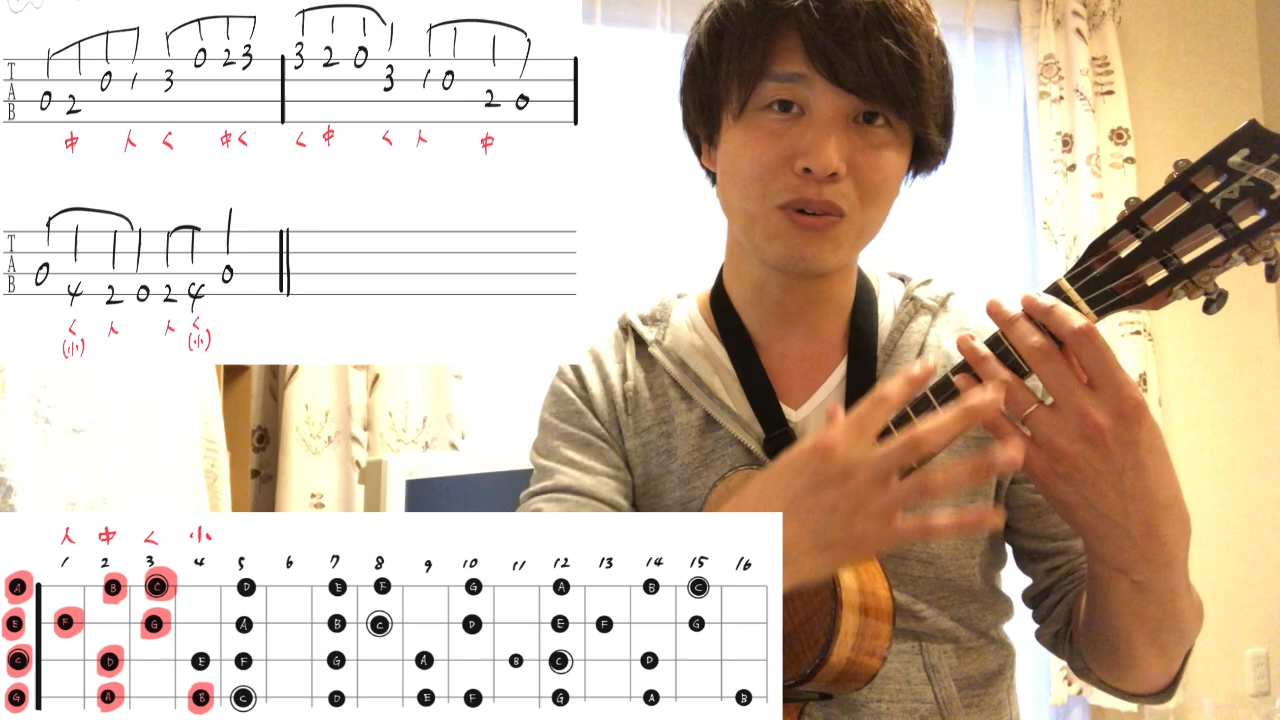 0 2 0 1 3 0 2 3 3 2 0 3 1 0 2 0
T
A
B
中 人 く 中 く く 中 く 人 中
0 4 2 0 2 4 0
T
A
B
く 人 人 く
(小) (小)
人 中 く 小
1 2 3 4 5 6 7 8 9 10 11 12 13 14 15 16
A B C D E F G A B C
E F G A B C D E F G
C D E F G A B C D
G A B C D E F G A B